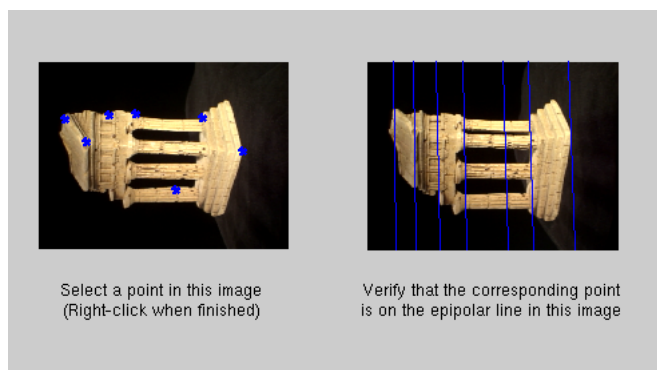 Select a point in this image
(Right-click when finished)
Verify that the corresponding point
is on the epipolar line in this image